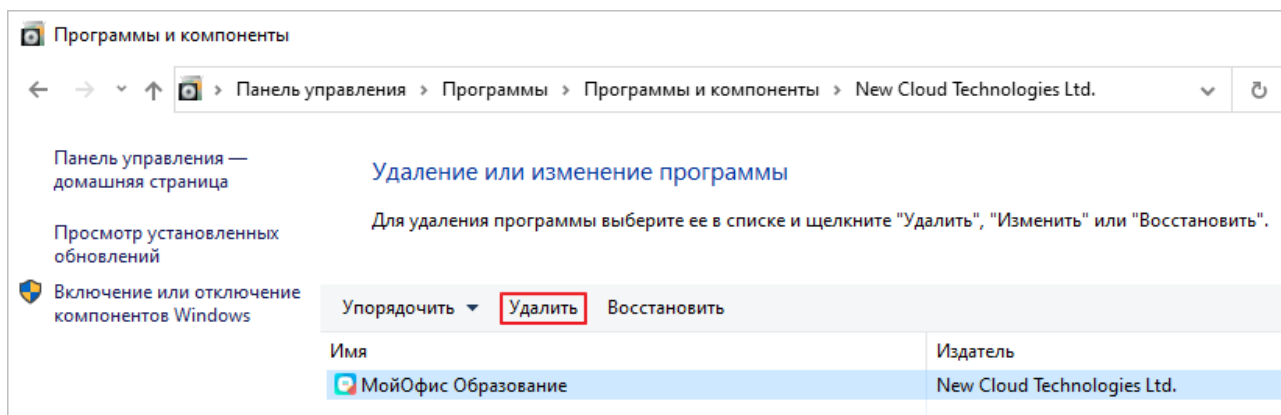 Программы и компоненты
Панель управления › Программы › Программы и компоненты › New Cloud Technologies Ltd.
Панель управления —
домашняя страница
Просмотр установленных
обновлений
Включение или отключение
компонентов Windows
Удаление или изменение программы
Для удаления программы выберите ее в списке и щелкните "Удалить", "Изменить" или "Восстановить".
Упорядочить Удалить Восстановить
Имя Издатель
МойОфис Образование New Cloud Technologies Ltd.